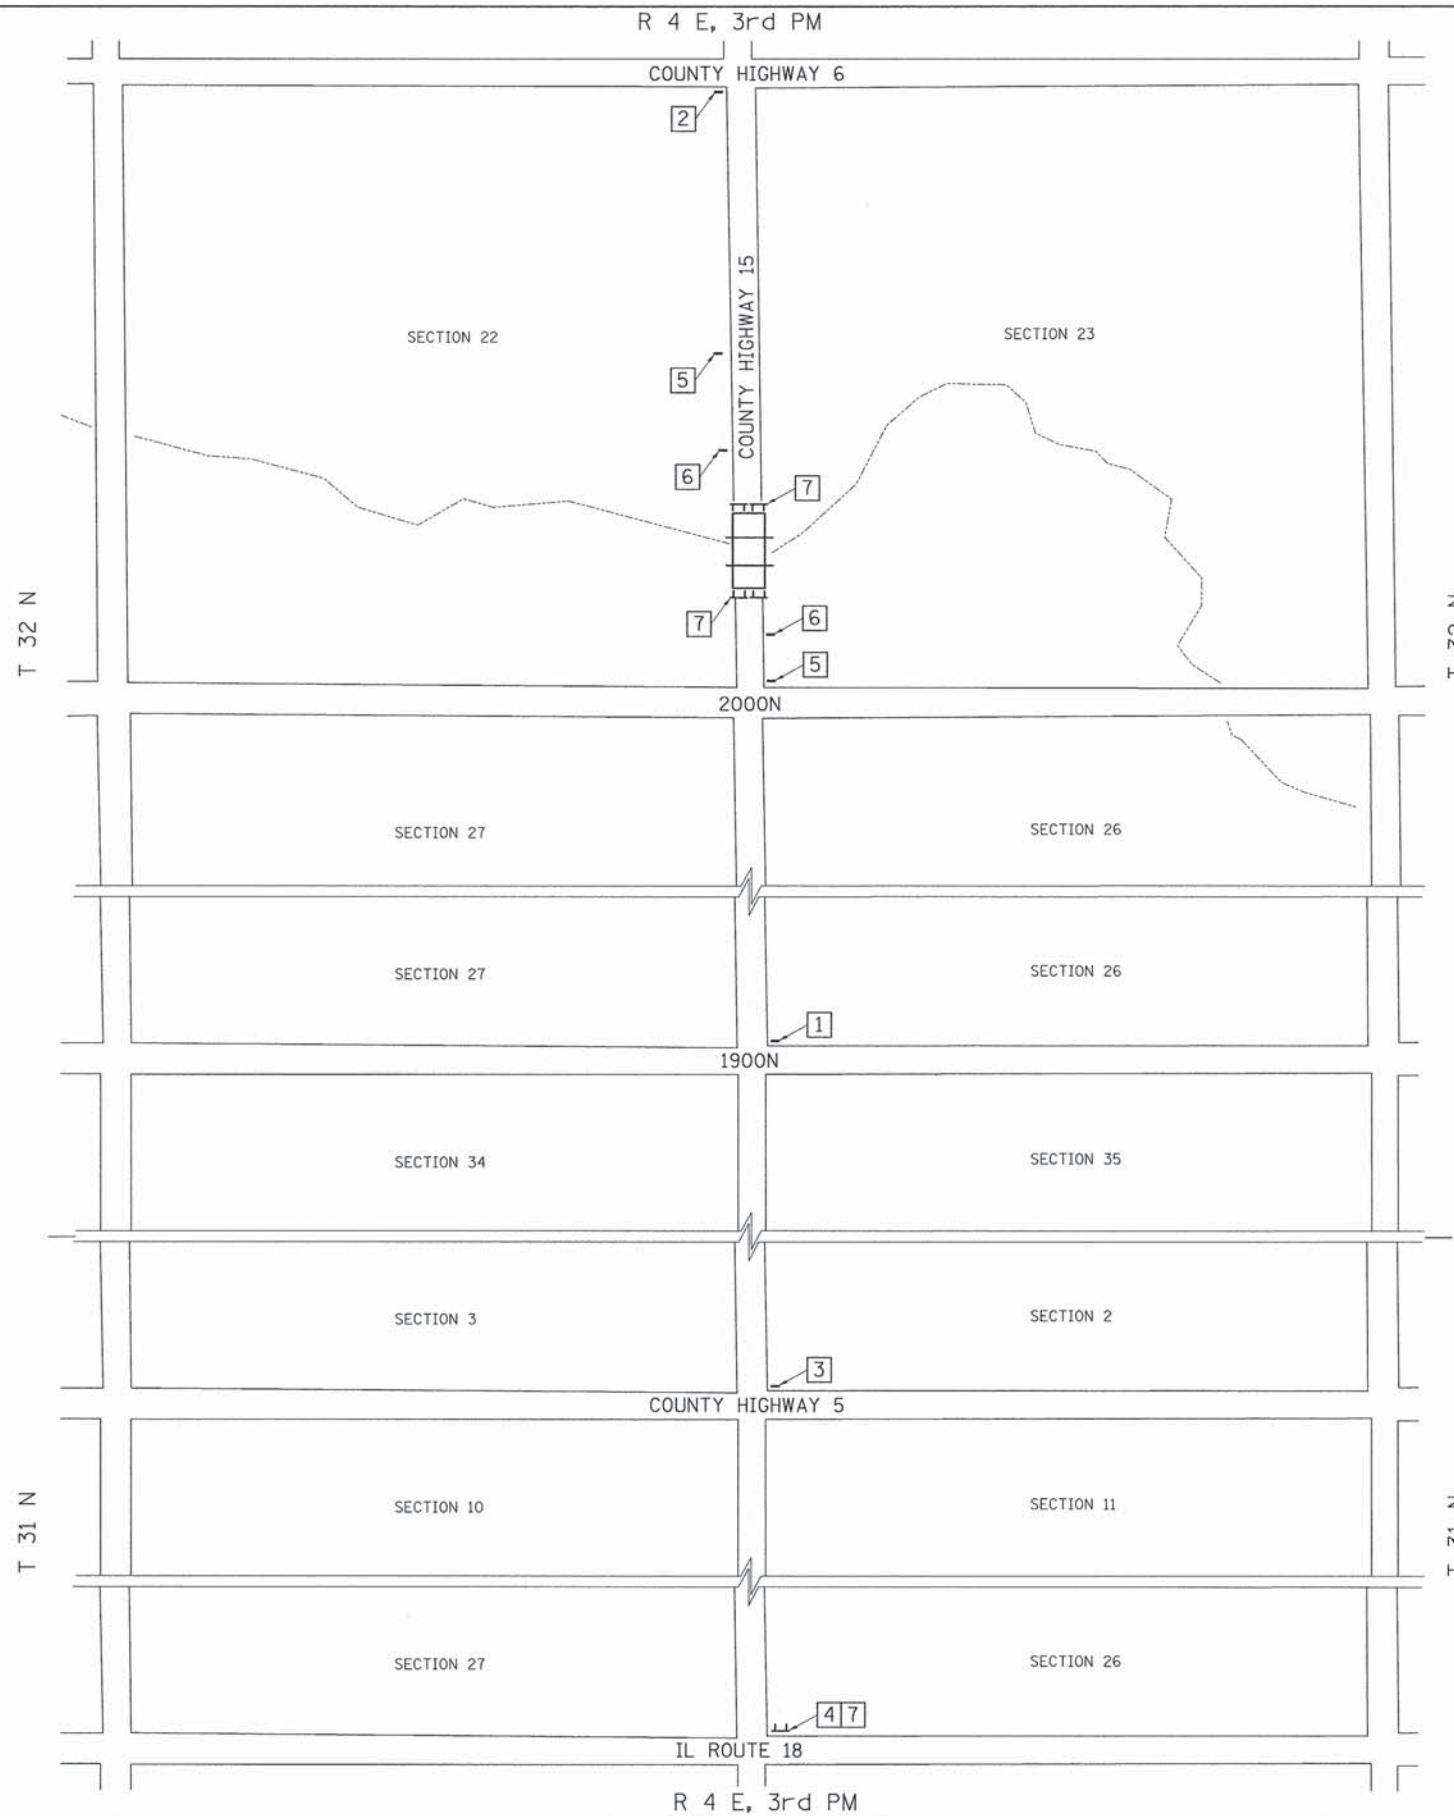 R 4 E, 3rd PM
COUNTY HIGHWAY 6
2
COUNTY HIGHWAY 15
SECTION 22
SECTION 23
5
6
7
T 32 N
7
6
5
2000N
SECTION 27
SECTION 26
SECTION 27
SECTION 26
1
1900N
SECTION 34
SECTION 35
SECTION 3
SECTION 2
3
COUNTY HIGHWAY 5
T 31 N
SECTION 10
SECTION 11
SECTION 27
SECTION 26
4 7
IL ROUTE 18
R 4 E, 3rd PM